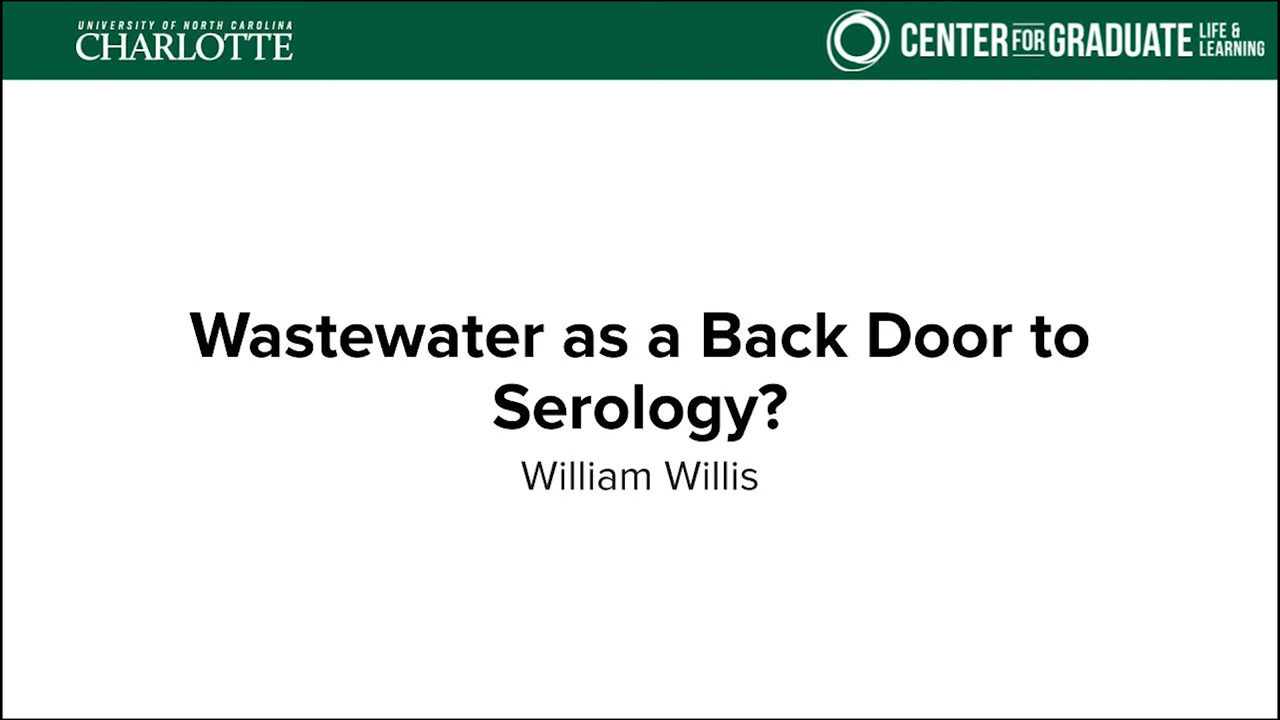 UNIVERSITY OF NORTH CAROLINA
CHARLOTTE
CENTER FOR GRADUATE LIFE &
LEARNING
Wastewater as a Back Door to
Serology?
William Willis